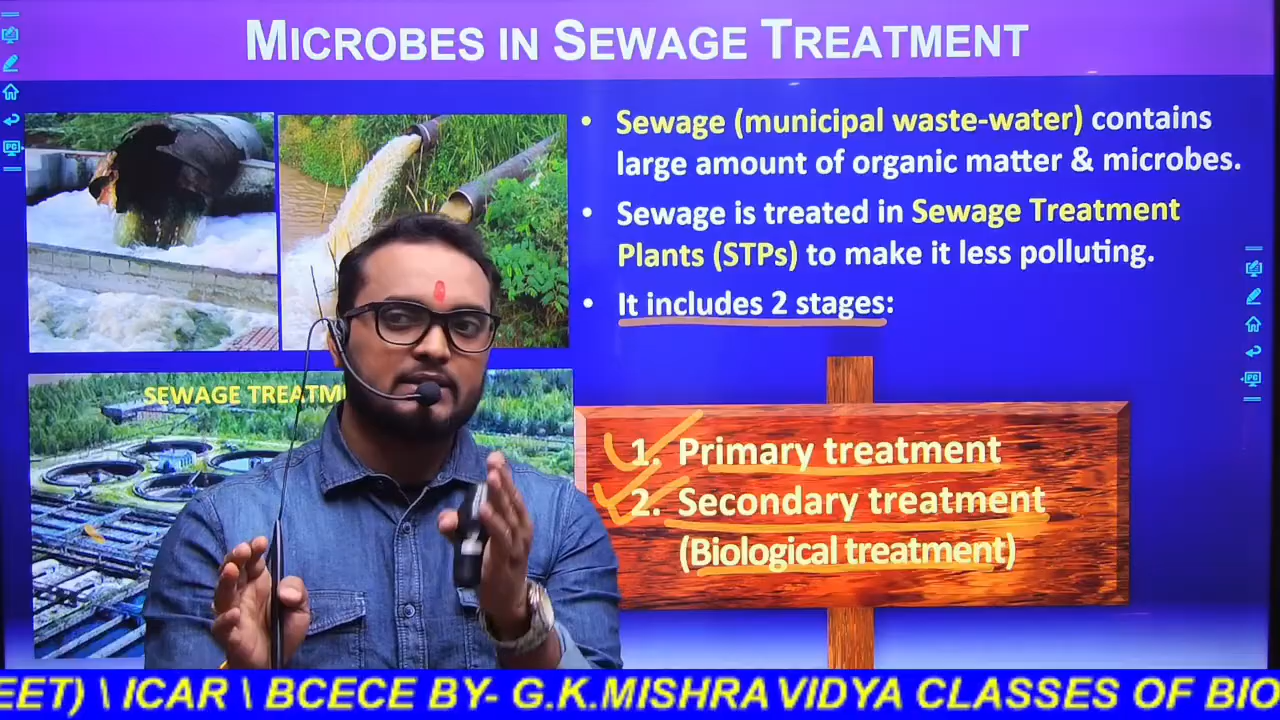 MICROBES IN SEWAGE TREATMENT
• Sewage (municipal waste-water) contains
large amount of organic matter & microbes.
• Sewage is treated in Sewage Treatment
Plants (STPs) to make it less polluting.
• It includes 2 stages:
SEWAGE TREATM
1. Primary treatment
2. Secondary treatment
(Biological treatment)
EET) \ ICAR \ BCECE BY- G.K.MISHRA VIDYA CLASSES OF BIO